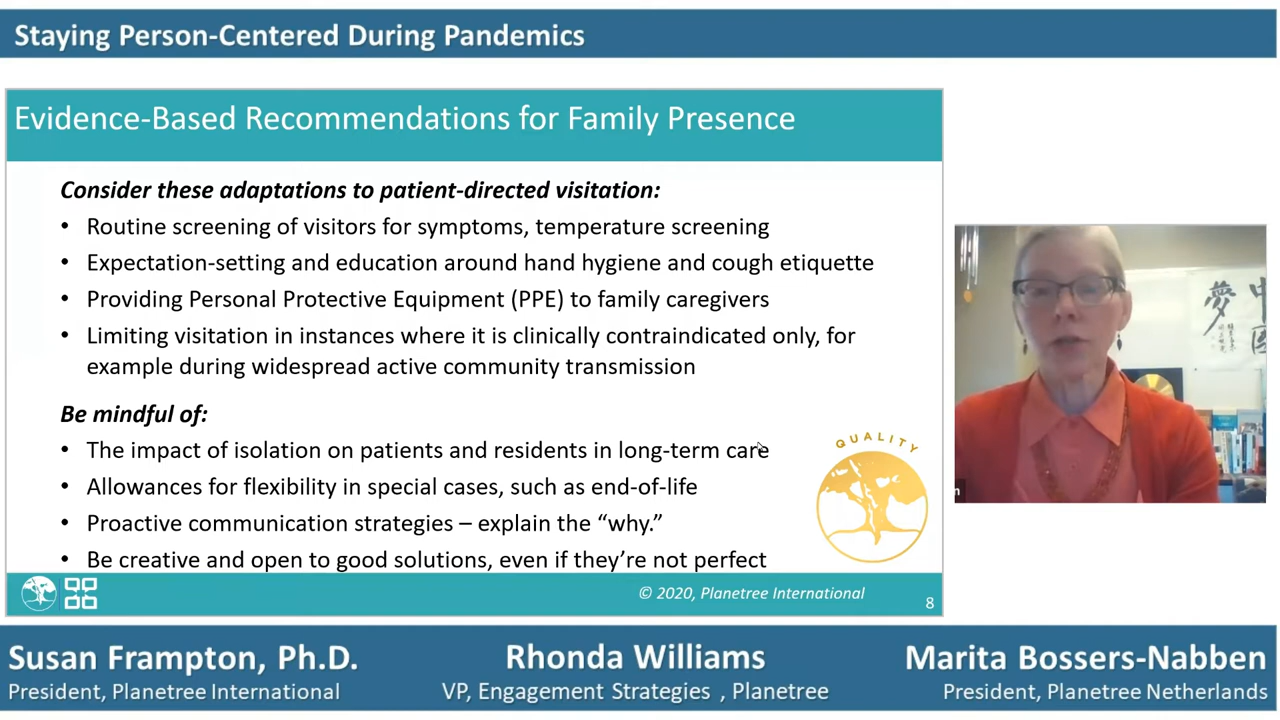 Staying Person-Centered During Pandemics
Evidence-Based Recommendations for Family Presence
Consider these adaptations to patient-directed visitation:
• Routine screening of visitors for symptoms, temperature screening
• Expectation-setting and education around hand hygiene and cough etiquette
• Providing Personal Protective Equipment (PPE) to family caregivers
• Limiting visitation in instances where it is clinically contraindicated only, for
example during widespread active community transmission
Be mindful of:
• The impact of isolation on patients and residents in long-term care
• Allowances for flexibility in special cases, such as end-of-life
• Proactive communication strategies – explain the “why.”
• Be creative and open to good solutions, even if they’re not perfect
QUALITY
© 2020, Planetree International
8
夢
中
Susan Frampton, Ph.D.
President, Planetree International
Rhonda Williams
VP, Engagement Strategies , Planetree
Marita Bossers-Nabben
President, Planetree Netherlands